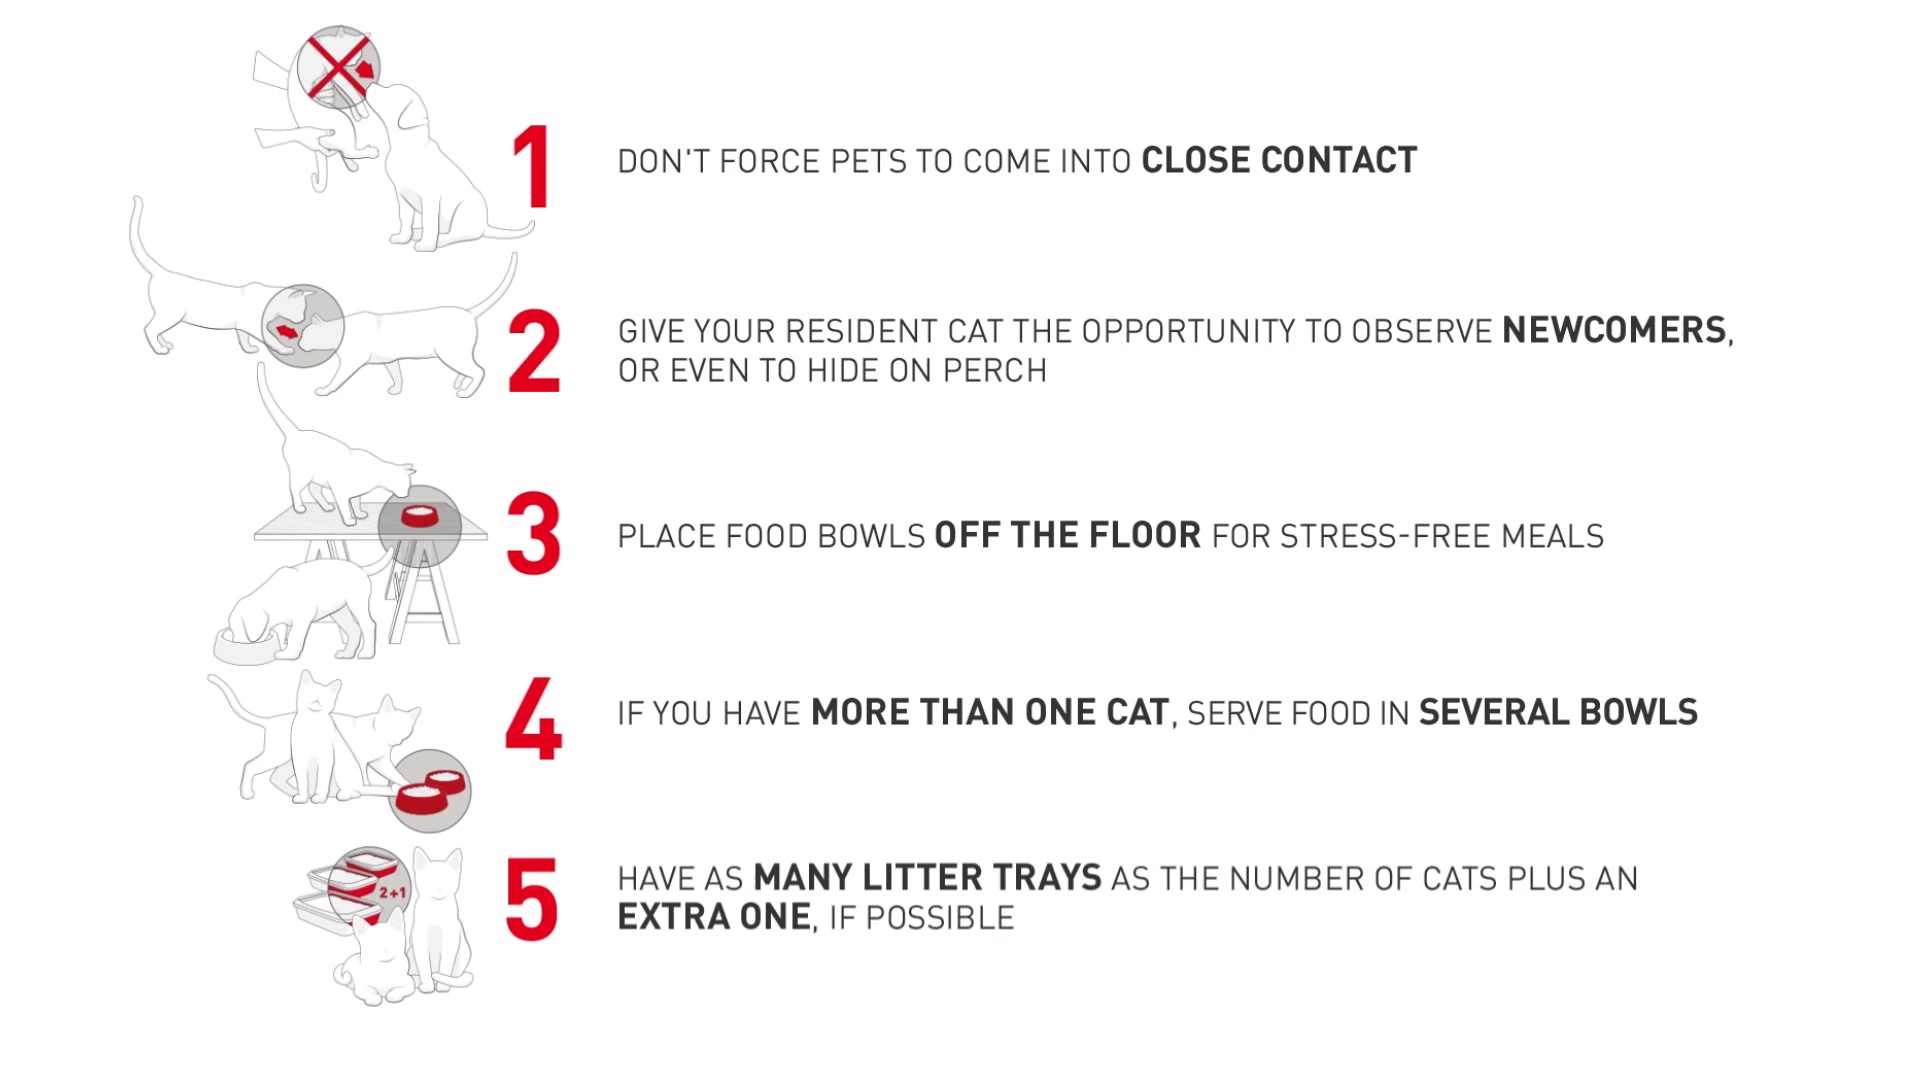 1
DON'T FORCE PETS TO COME INTO CLOSE CONTACT
2
GIVE YOUR RESIDENT CAT THE OPPORTUNITY TO OBSERVE NEWCOMERS,
OR EVEN TO HIDE ON PERCH
3
PLACE FOOD BOWLS OFF THE FLOOR FOR STRESS-FREE MEALS
4
IF YOU HAVE MORE THAN ONE CAT, SERVE FOOD IN SEVERAL BOWLS
2+1
5
HAVE AS MANY LITTER TRAYS AS THE NUMBER OF CATS PLUS AN
EXTRA ONE, IF POSSIBLE